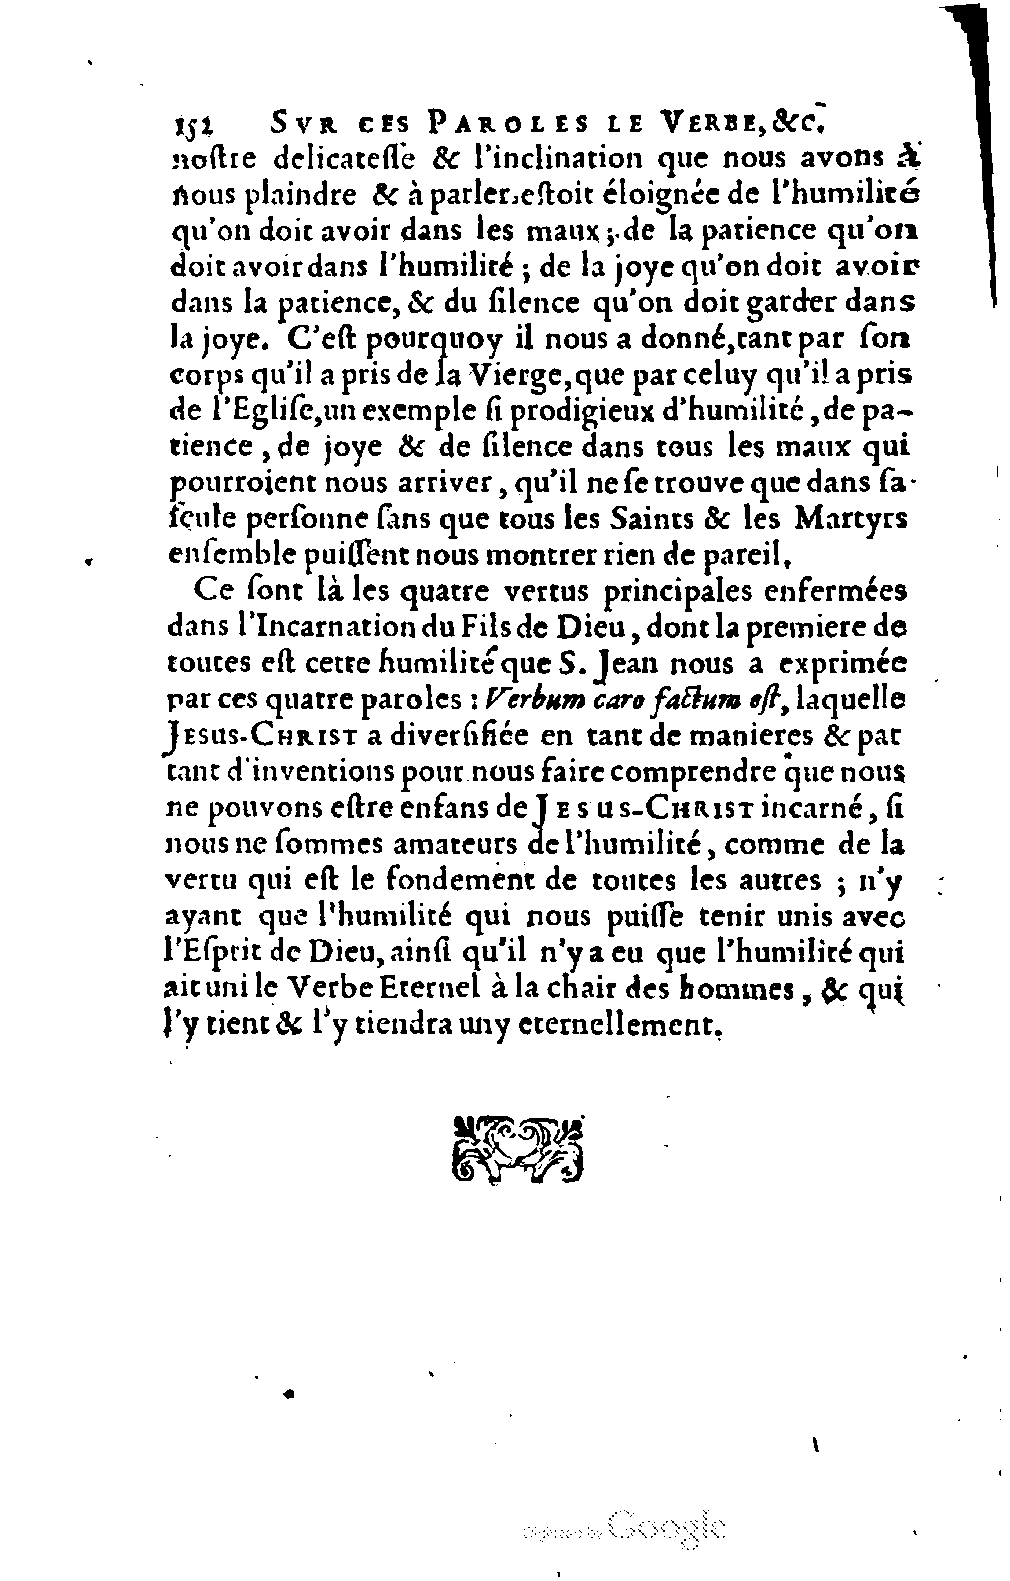 152 SVR CES PAROLES LE VERBE, &c.
noſtre delicateſſe & l'inclination que nous avons à
nous plaindre & à parler, eſtoit éloignée de l'humilité
qu'on doit avoir dans les maux ; de la patience qu'on
doit avoir dans l'humilité ; de la joye qu'on doit avoir
dans la patience, & du ſilence qu'on doit garder dans
la joye. C'eſt pourquoy il nous a donné, tant par ſon
corps qu'il a pris de la Vierge, que par celuy qu'il a pris
de l'Egliſe, un exemple ſi prodigieux d'humilité, de pa-
tience, de joye & de ſilence dans tous les maux qui
pourroient nous arriver, qu'il ne ſe trouve que dans ſa
ſeule perſonne ſans que tous les Saints & les Martyrs
enſemble puiſſent nous montrer rien de pareil.
Ce ſont là les quatre vertus principales enfermées
dans l'Incarnation du Fils de Dieu, dont la premiere de
toutes eſt cette humilité que S. Jean nous a exprimée
par ces quatre paroles : Verbum caro factum eſt, laquelle
JESUS-CHRIST a diverſifiée en tant de manieres & par
tant d'inventions pour nous faire comprendre que nous
ne pouvons eſtre enfans de JESUS-CHRIST incarné, ſi
nous ne ſommes amateurs de l'humilité, comme de la
vertu qui eſt le fondement de toutes les autres ; n'y
ayant que l'humilité qui nous puiſſe tenir unis avec
l'Eſprit de Dieu, ainſi qu'il n'y a eu que l'humilité qui
ait uni le Verbe Eternel à la chair des hommes, & qui
l'y tient & l'y tiendra uny eternellement.
Digitized by Google